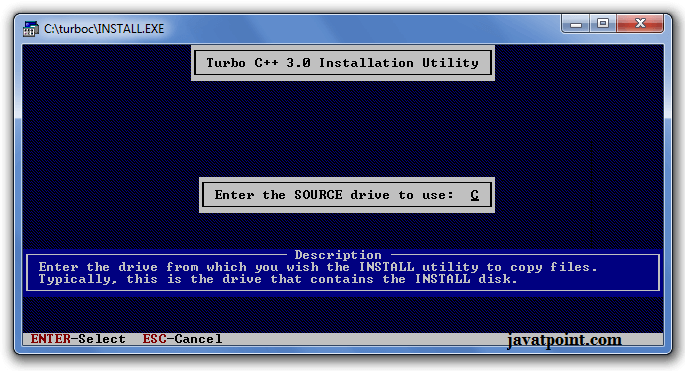 C:\turboc\INSTALL.EXE
Turbo C++ 3.0 Installation Utility
Enter the SOURCE drive to use: C
Description
Enter the drive from which you wish the INSTALL utility to copy files.
Typically, this is the drive that contains the INSTALL disk.
ENTER-Select ESC-Cancel
javatpoint.com